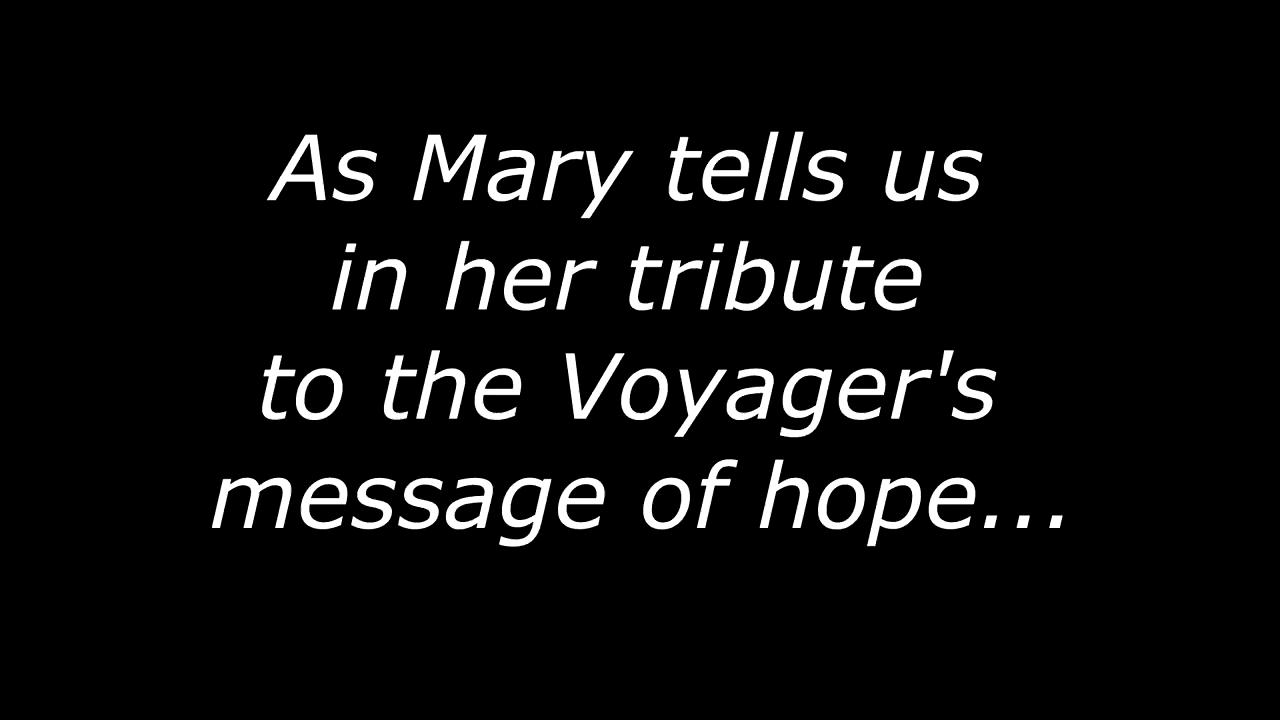 As Mary tells us
in her tribute
to the Voyager's
message of hope...